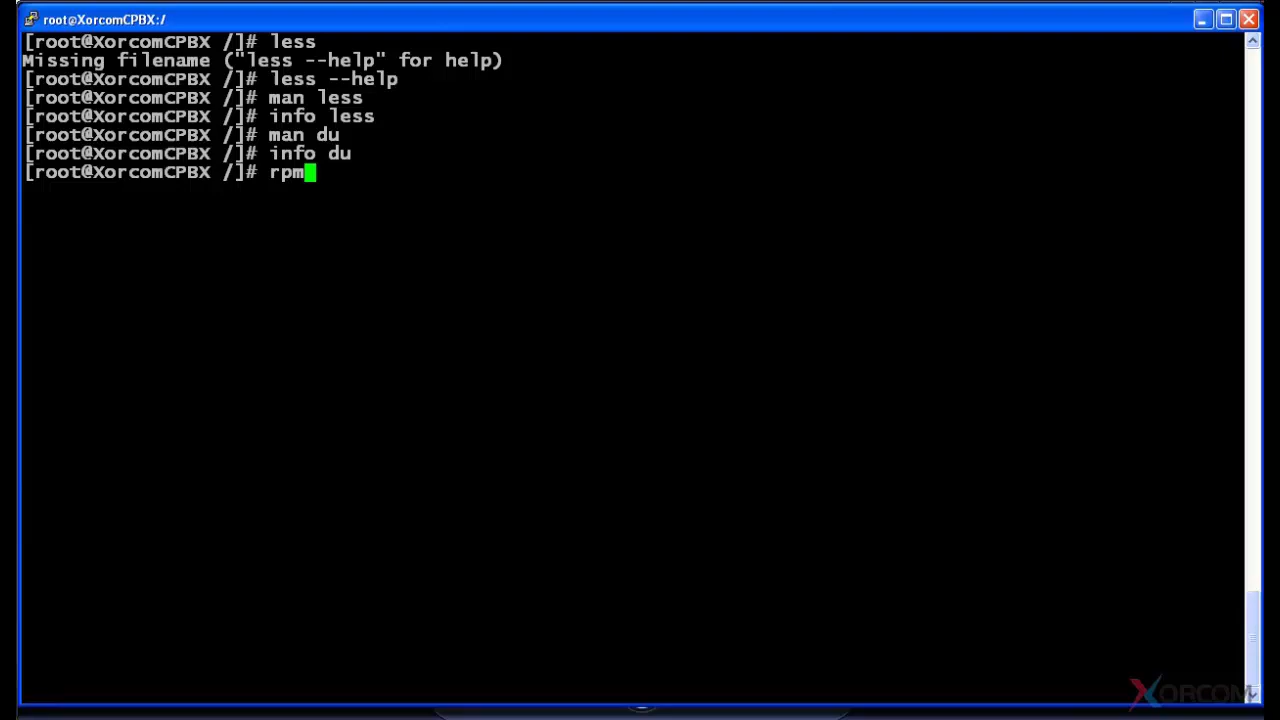 root@XorcomCPBX:/
[root@XorcomCPBX /]# less
Missing filename ("less --help" for help)
[root@XorcomCPBX /]# less --help
[root@XorcomCPBX /]# man less
[root@XorcomCPBX /]# info less
[root@XorcomCPBX /]# man du
[root@XorcomCPBX /]# info du
[root@XorcomCPBX /]# rpm
XORCOM